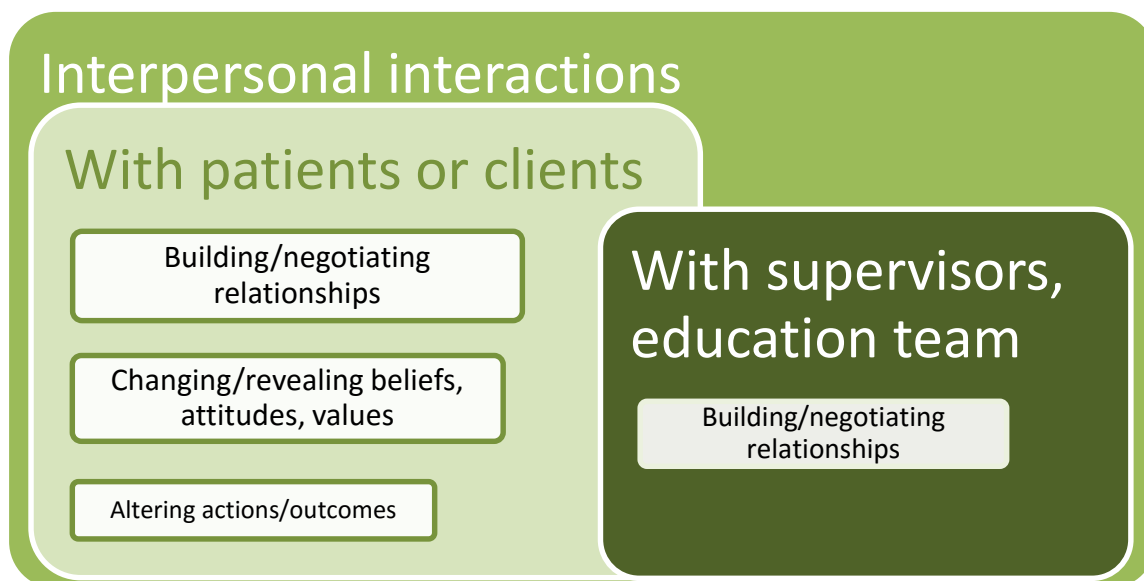 Interpersonal interactions
With patients or clients
Building/negotiating
relationships
Changing/revealing beliefs,
attitudes, values
Altering actions/outcomes
With supervisors,
education team
Building/negotiating
relationships